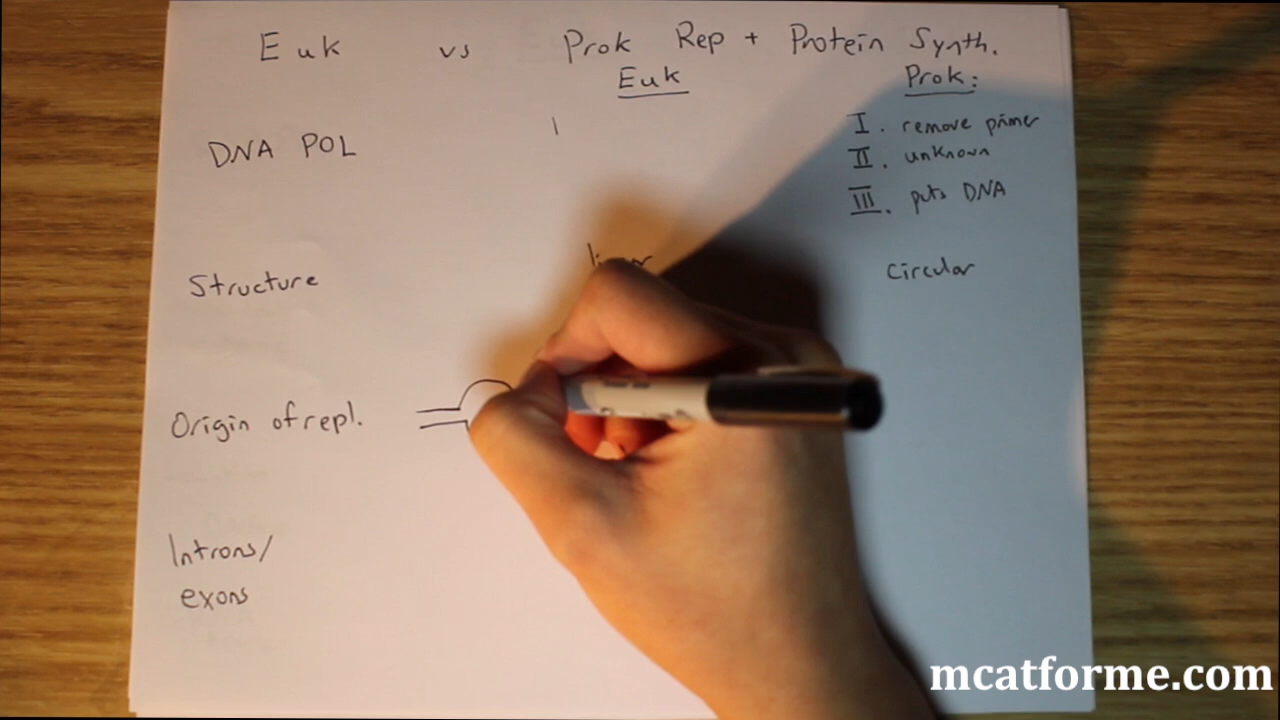 Euk vs Prok Rep + Protein Synth.
Euk Prok:
DNA POL
I. remove primer
II. unknown
III. puts DNA
Structure circular
Origin of repl.
Introns/
exons
mcatforme.com